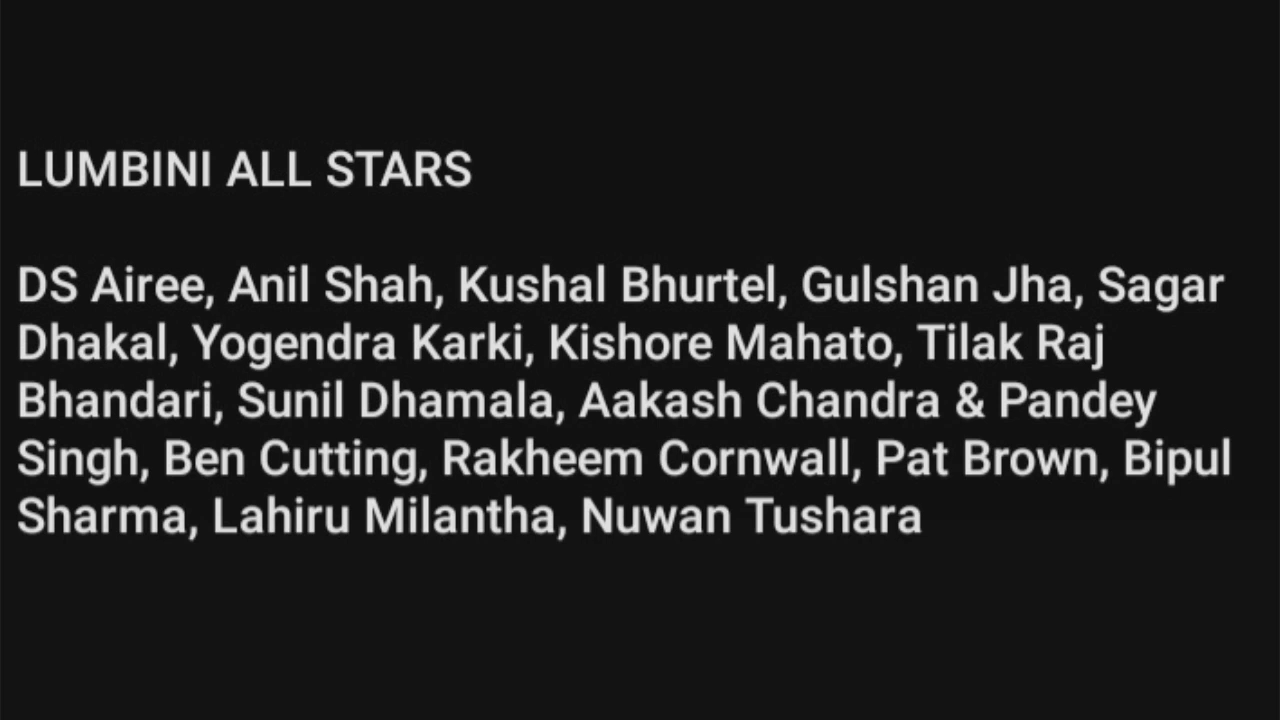 LUMBINI ALL STARS
DS Airee, Anil Shah, Kushal Bhurtel, Gulshan Jha, Sagar
Dhakal, Yogendra Karki, Kishore Mahato, Tilak Raj
Bhandari, Sunil Dhamala, Aakash Chandra & Pandey
Singh, Ben Cutting, Rakheem Cornwall, Pat Brown, Bipul
Sharma, Lahiru Milantha, Nuwan Tushara